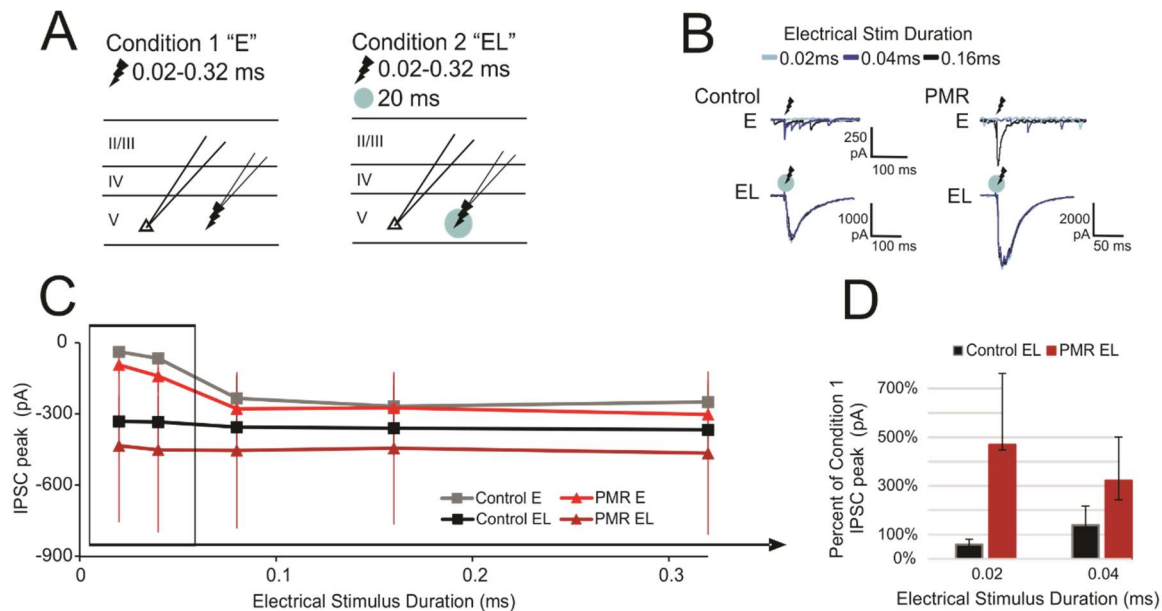 A
Condition 1 "E"
0.02-0.32 ms
II/III
IV
V
Condition 2 "EL"
0.02-0.32 ms
20 ms
II/III
IV
V
B
Electrical Stim Duration
0.02ms 0.04ms 0.16ms
Control
E
250
pA
100 ms
EL
1000
pA
100 ms
PMR
E
EL
2000
pA
50 ms
C
IPSC peak (pA)
0
-300
-600
-900
Control E PMR E
Control EL PMR EL
0 0.1 0.2 0.3
Electrical Stimulus Duration (ms)
D
Control EL PMR EL
Percent of Condition 1
IPSC peak (pA)
700%
500%
300%
100%
0%
0.02 0.04
Electrical Stimulus Duration (ms)